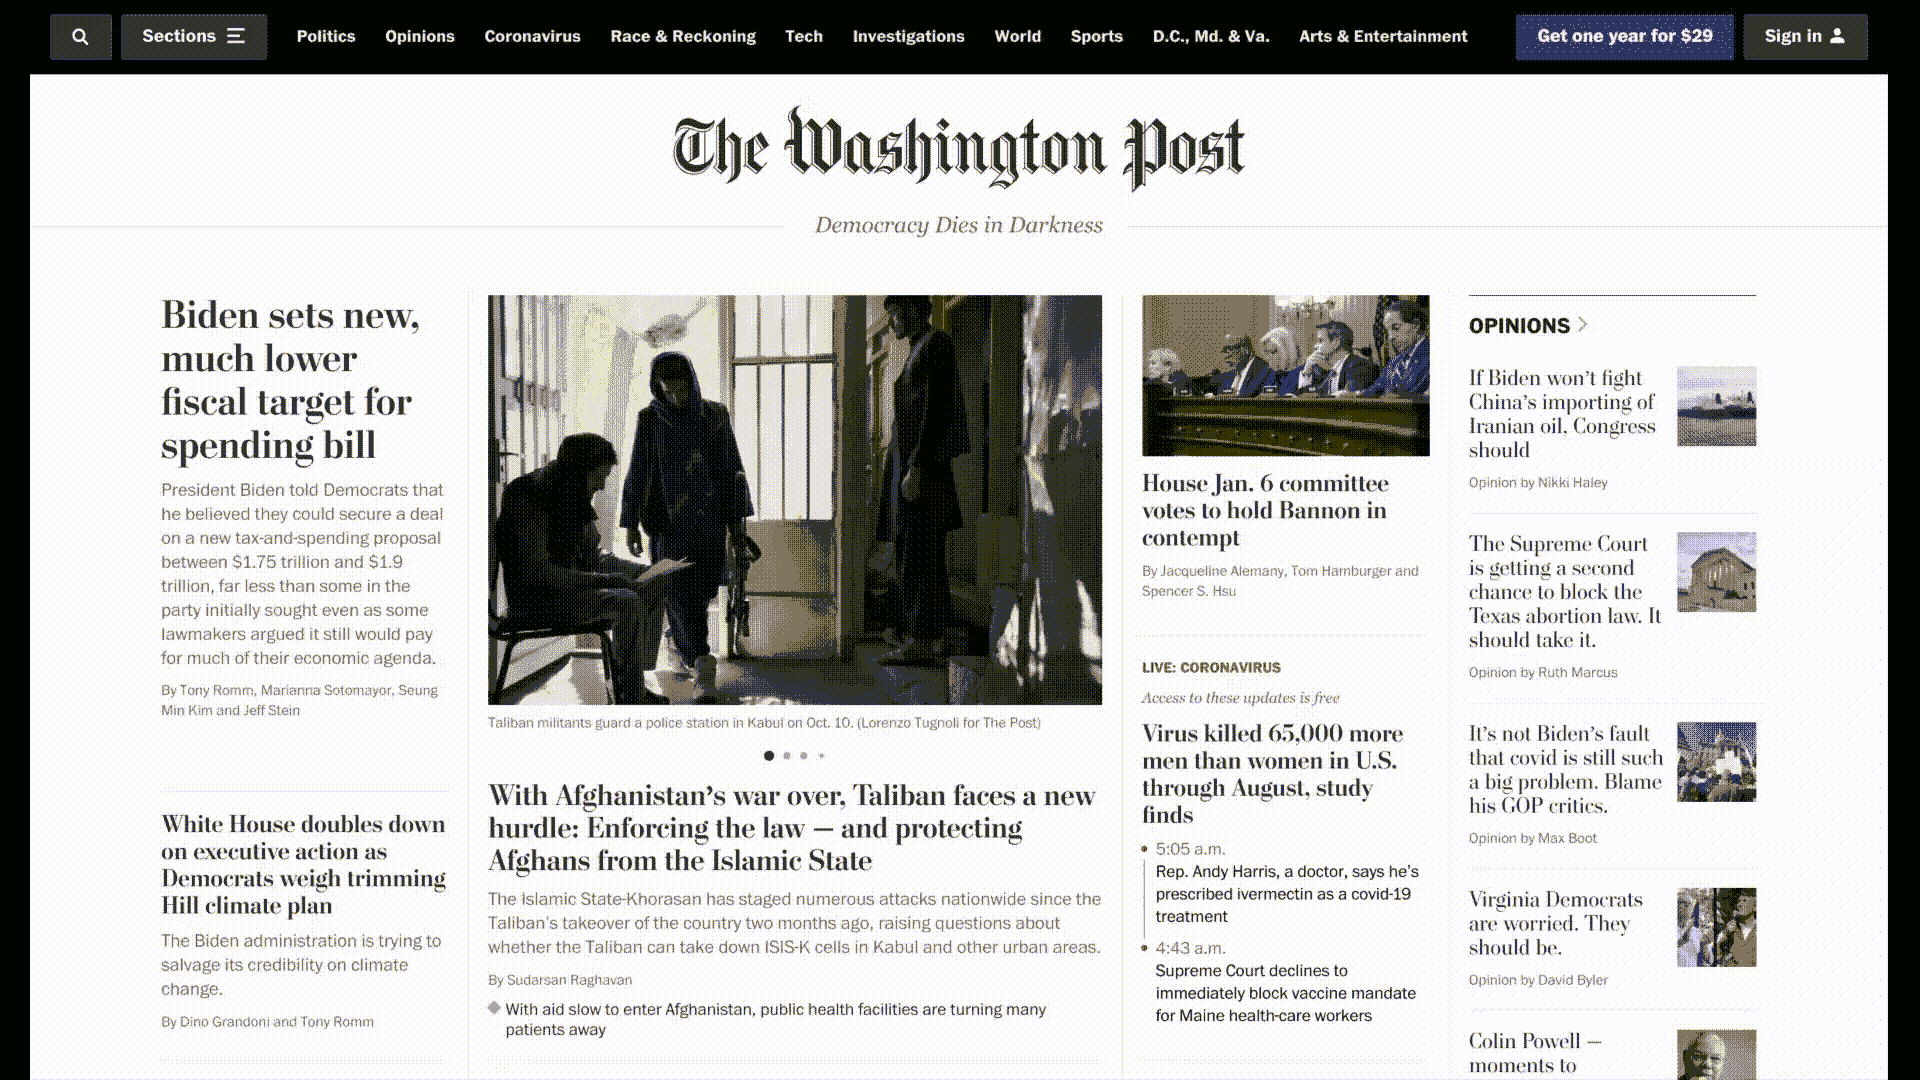 Sections Politics Opinions Coronavirus Race & Reckoning Tech Investigations World Sports D.C., Md. & Va. Arts & Entertainment Get one year for $29 Sign in
The Washington Post
Democracy Dies in Darkness
Biden sets new,
much lower
fiscal target for
spending bill
President Biden told Democrats that
he believed they could secure a deal
on a new tax-and-spending proposal
between $1.75 trillion and $1.9
trillion, far less than some in the
party initially sought even as some
lawmakers argued it still would pay
for much of their economic agenda.
By Tony Romm, Marianna Sotomayor, Seung
Min Kim and Jeff Stein
White House doubles down
on executive action as
Democrats weigh trimming
Hill climate plan
The Biden administration is trying to
salvage its credibility on climate
change.
By Dino Grandoni and Tony Romm
Taliban militants guard a police station in Kabul on Oct. 10. (Lorenzo Tugnoli for The Post)
With Afghanistan’s war over, Taliban faces a new
hurdle: Enforcing the law — and protecting
Afghans from the Islamic State
The Islamic State-Khorasan has staged numerous attacks nationwide since the
Taliban’s takeover of the country two months ago, raising questions about
whether the Taliban can take down ISIS-K cells in Kabul and other urban areas.
By Sudarsan Raghavan
With aid slow to enter Afghanistan, public health facilities are turning many
patients away
House Jan. 6 committee
votes to hold Bannon in
contempt
By Jacqueline Alemany, Tom Hamburger and
Spencer S. Hsu
LIVE: CORONAVIRUS
Access to these updates is free
Virus killed 65,000 more
men than women in U.S.
through August, study
finds
5:05 a.m.
Rep. Andy Harris, a doctor, says he’s
prescribed ivermectin as a covid-19
treatment
4:43 a.m.
Supreme Court declines to
immediately block vaccine mandate
for Maine health-care workers
OPINIONS
If Biden won’t fight
China’s importing of
Iranian oil, Congress
should
Opinion by Nikki Haley
The Supreme Court
is getting a second
chance to block the
Texas abortion law. It
should take it.
Opinion by Ruth Marcus
It’s not Biden’s fault
that covid is still such
a big problem. Blame
his GOP critics.
Opinion by Max Boot
Virginia Democrats
are worried. They
should be.
Opinion by David Byler
Colin Powell —
moments to